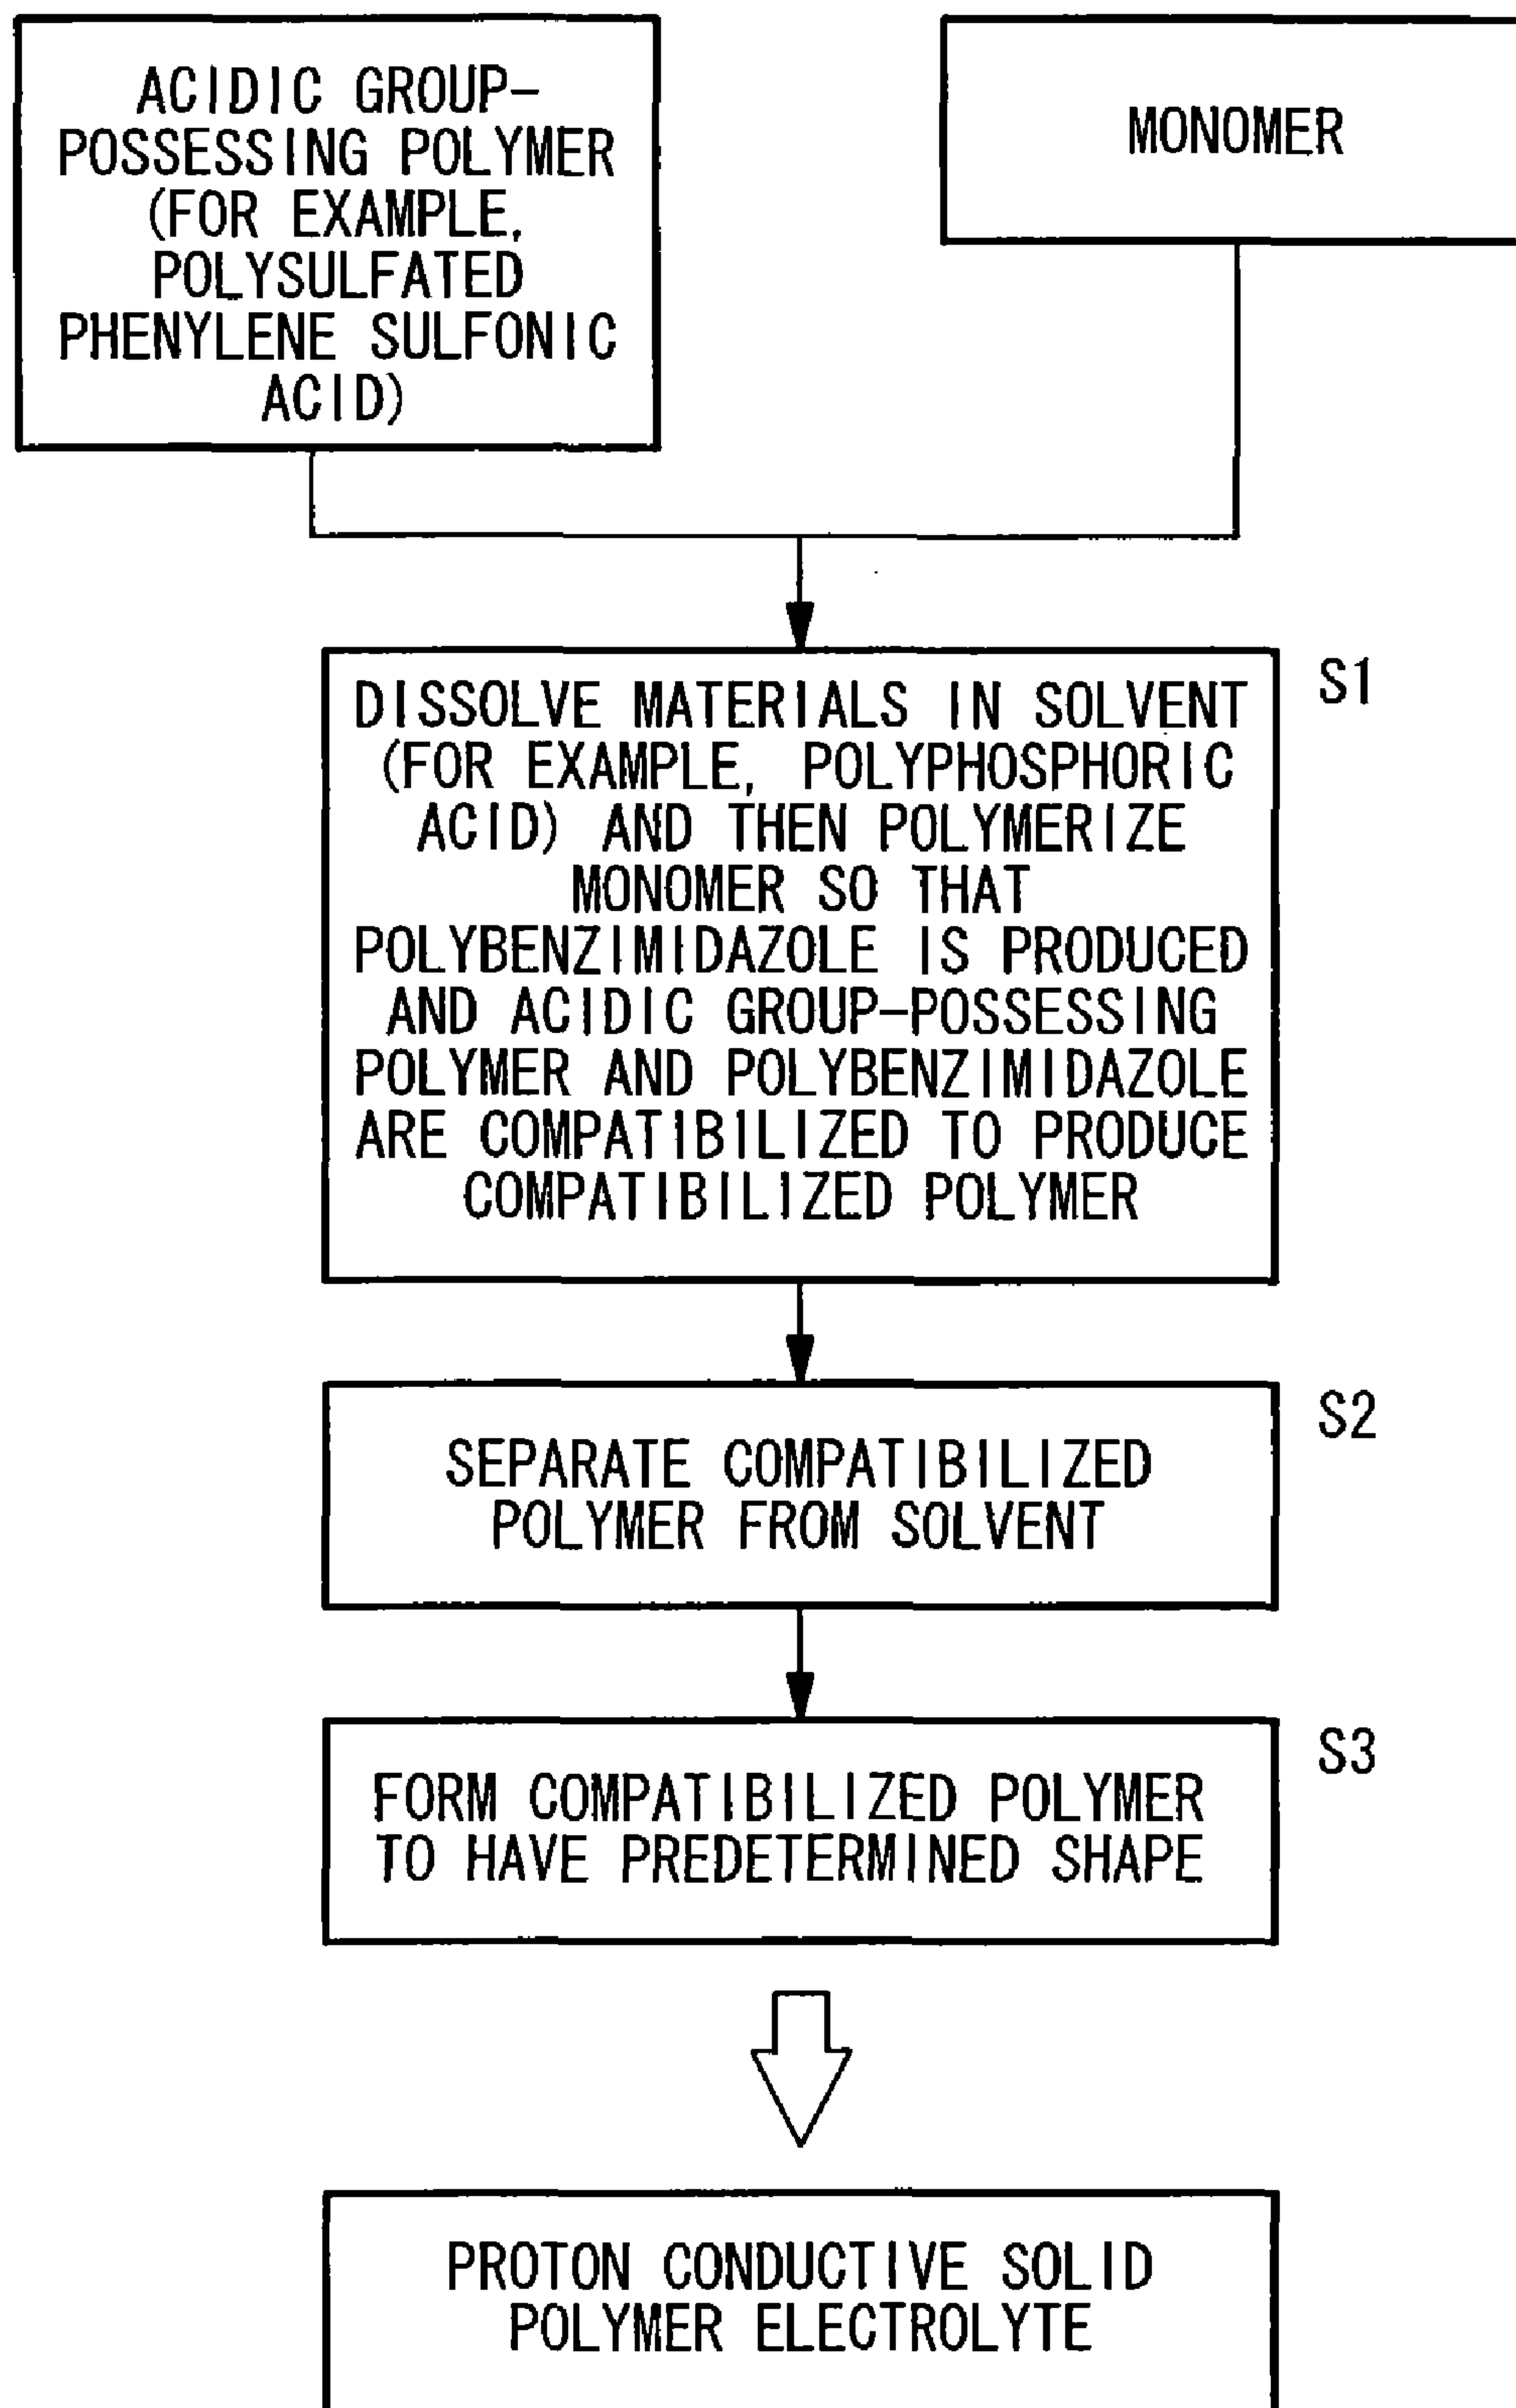 ACIDIC GROUP-
POSSESSING POLYMER
(FOR EXAMPLE,
POLYSULFATED
PHENYLENE SULFONIC
ACID)
MONOMER
S1
DISSOLVE MATERIALS IN SOLVENT
(FOR EXAMPLE, POLYPHOSPHORIC
ACID) AND THEN POLYMERIZE
MONOMER SO THAT
POLYBENZIMIDAZOLE IS PRODUCED
AND ACIDIC GROUP-POSSESSING
POLYMER AND POLYBENZIMIDAZOLE
ARE COMPATIBILIZED TO PRODUCE
COMPATIBILIZED POLYMER
S2
SEPARATE COMPATIBILIZED
POLYMER FROM SOLVENT
S3
FORM COMPATIBILIZED POLYMER
TO HAVE PREDETERMINED SHAPE
PROTON CONDUCTIVE SOLID
POLYMER ELECTROLYTE